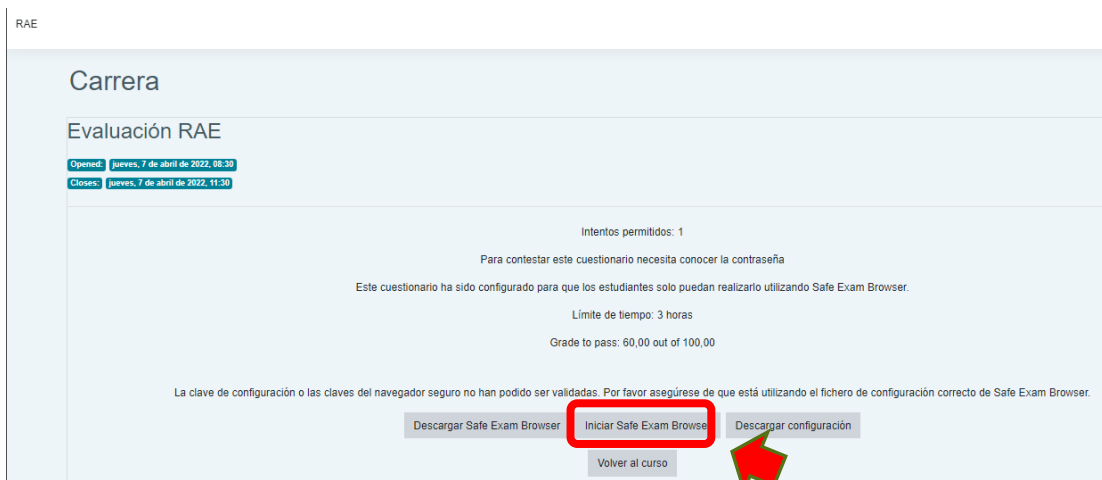 RAE
Carrera
Evaluación RAE
Opened: jueves, 7 de abril de 2022, 08:30
Closes: jueves, 7 de abril de 2022, 11:30
Intentos permitidos: 1
Para contestar este cuestionario necesita conocer la contraseña
Este cuestionario ha sido configurado para que los estudiantes solo puedan realizarlo utilizando Safe Exam Browser.
Límite de tiempo: 3 horas
Grade to pass: 60,00 out of 100,00
La clave de configuración o las claves del navegador seguro no han podido ser validadas. Por favor asegúrese de que está utilizando el fichero de configuración correcto de Safe Exam Browser.
Descargar Safe Exam Browser Iniciar Safe Exam Browse Descargar configuración
Volver al curso